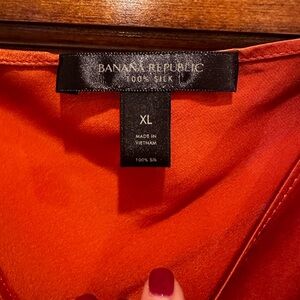 BANANA REPUBLIC
100% SILK
XL
MADE IN
VIETNAM
100% Silk